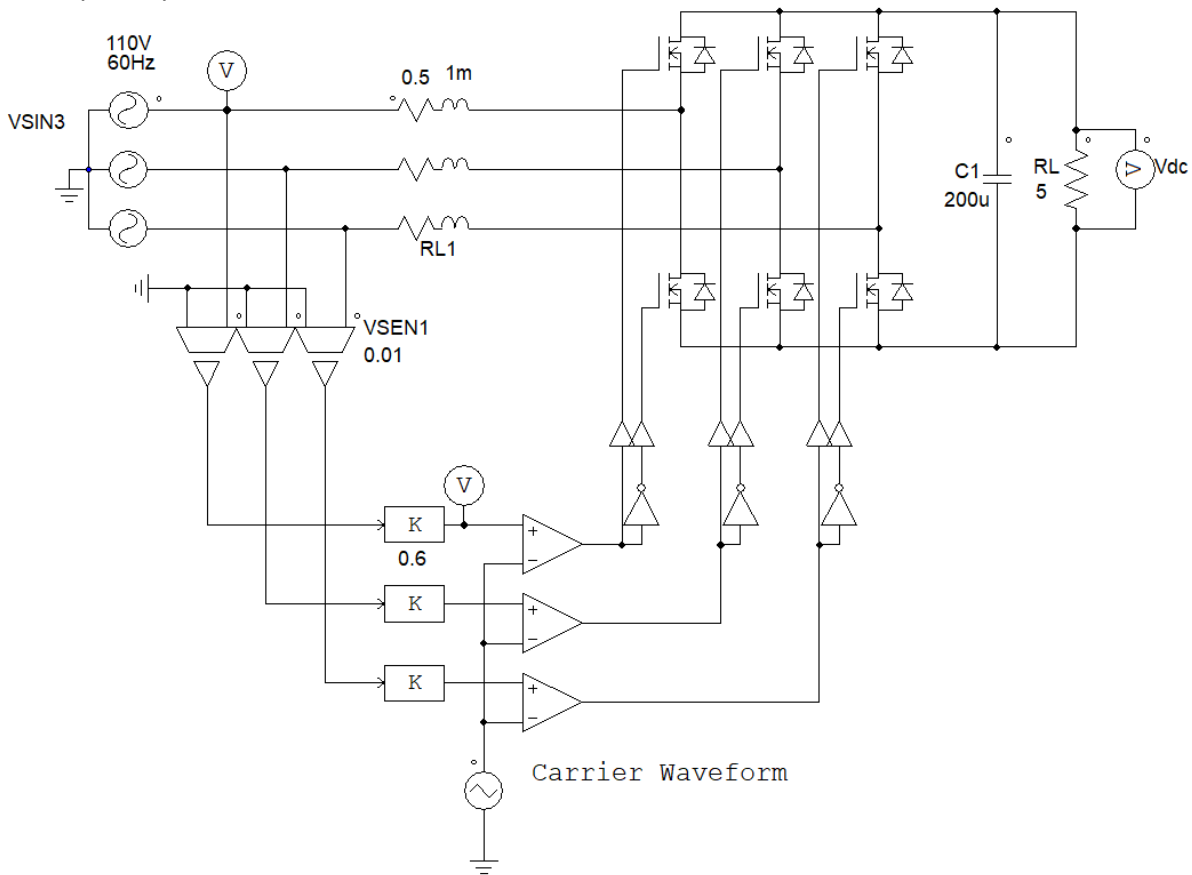 110V
60Hz
V
0.5
1m
VSIN3
C1
200u
RL
5
V
Vdc
RL1
VSEN1
0.01
V
K
+
−
0.6
K
+
−
K
+
−
Carrier Waveform